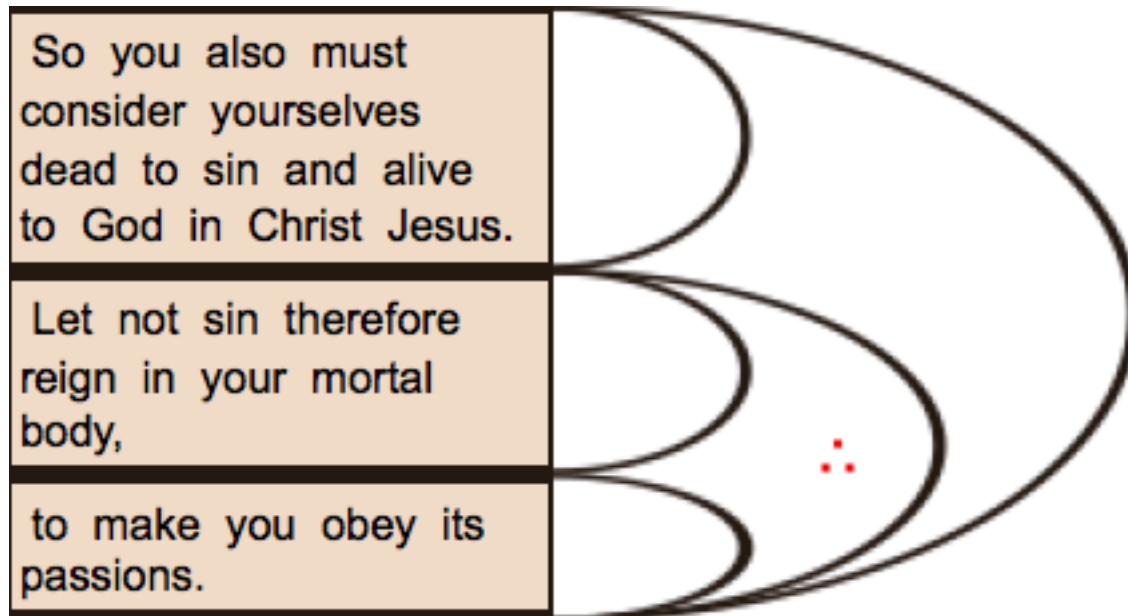 So you also must
consider yourselves
dead to sin and alive
to God in Christ Jesus.
Let not sin therefore
reign in your mortal
body,
to make you obey its
passions.